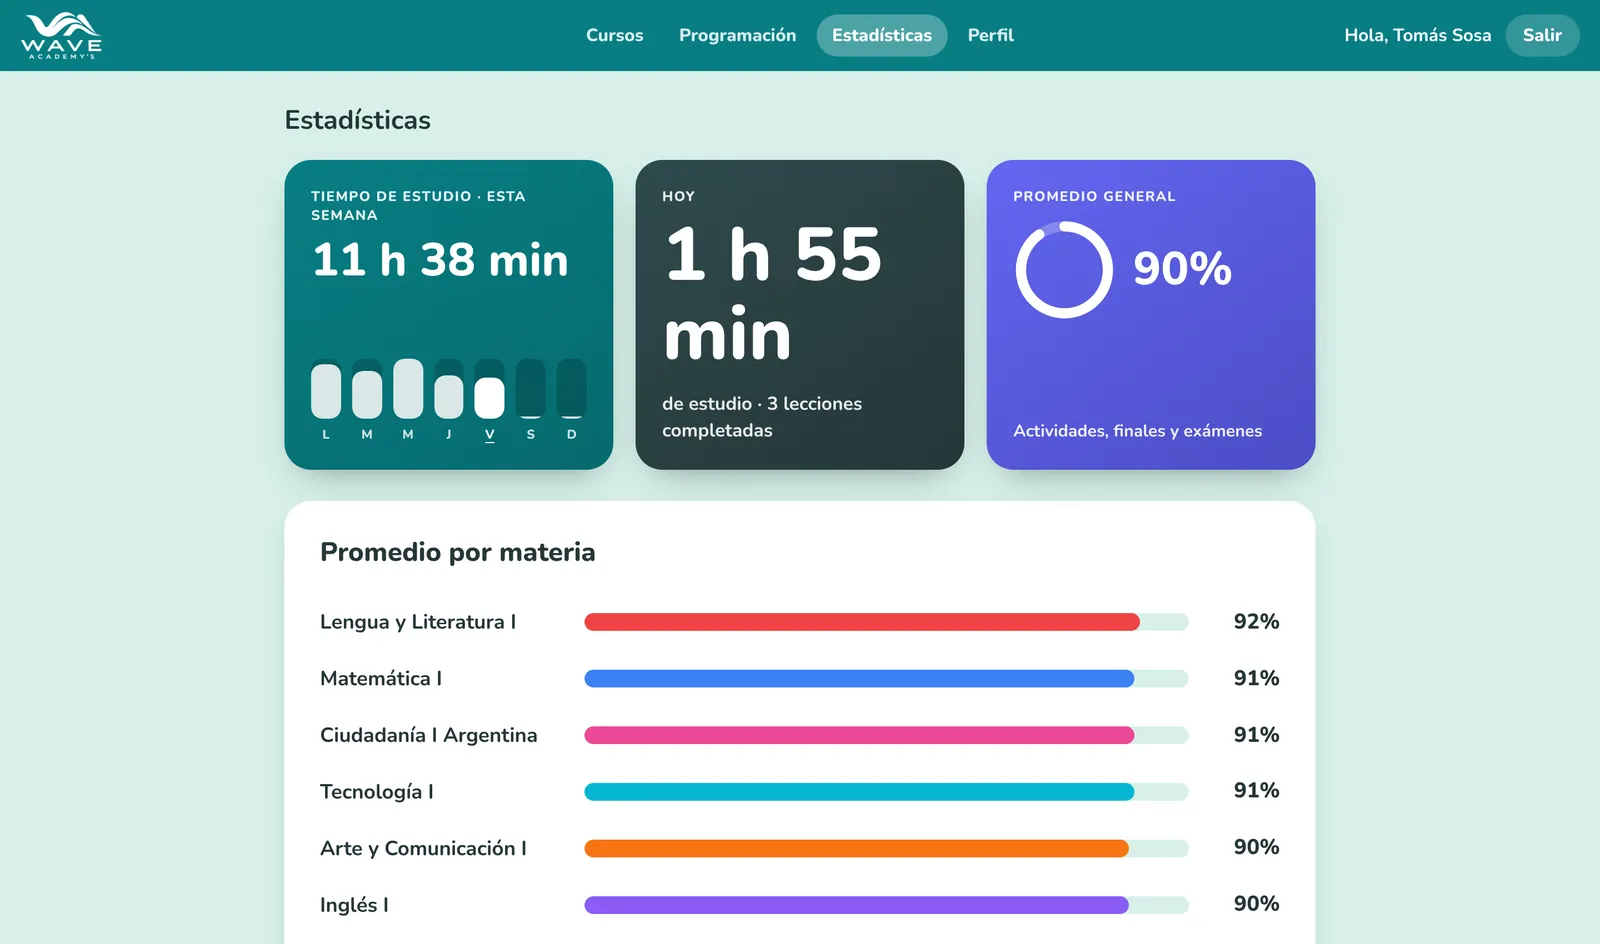 WAVE
ACADEMY'S
Cursos
Programación
Estadísticas
Perfil
Hola, Tomás Sosa
Salir
Estadísticas
TIEMPO DE ESTUDIO · ESTA
SEMANA
11 h 38 min
L M M J V S D
HOY
1 h 55
min
de estudio · 3 lecciones
completadas
PROMEDIO GENERAL
90%
Actividades, finales y exámenes
Promedio por materia
Lengua y Literatura I 92%
Matemática I 91%
Ciudadanía I Argentina 91%
Tecnología I 91%
Arte y Comunicación I 90%
Inglés I 90%